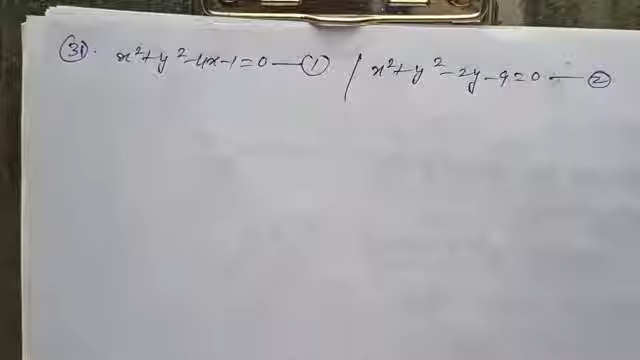 (31). x²+y²-4x-1=0 — (1) / x²+y²-2y-9=0 — (2)